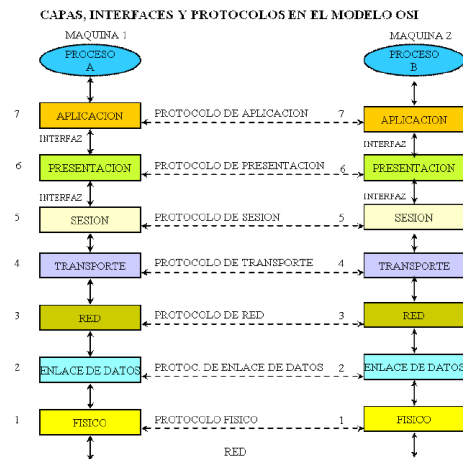 CAPAS, INTERFACES Y PROTOCOLOS EN EL MODELO OSI
MAQUINA 1
MAQUINA 2
PROCESO
A
PROCESO
B
7 APLICACION PROTOCOLO DE APLICACION 7 APLICACION
INTERFAZ INTERFAZ
6 PRESENTACION PROTOCOLO DE PRESENTACION 6 PRESENTACION
INTERFAZ INTERFAZ
5 SESION PROTOCOLO DE SESION 5 SESION
4 TRANSPORTE PROTOCOLO DE TRANSPORTE 4 TRANSPORTE
3 RED PROTOCOLO DE RED 3 RED
2 ENLACE DE DATOS PROTOC. DE ENLACE DE DATOS 2 ENLACE DE DATOS
1 FISICO PROTOCOLO FISICO 1 FISICO
RED